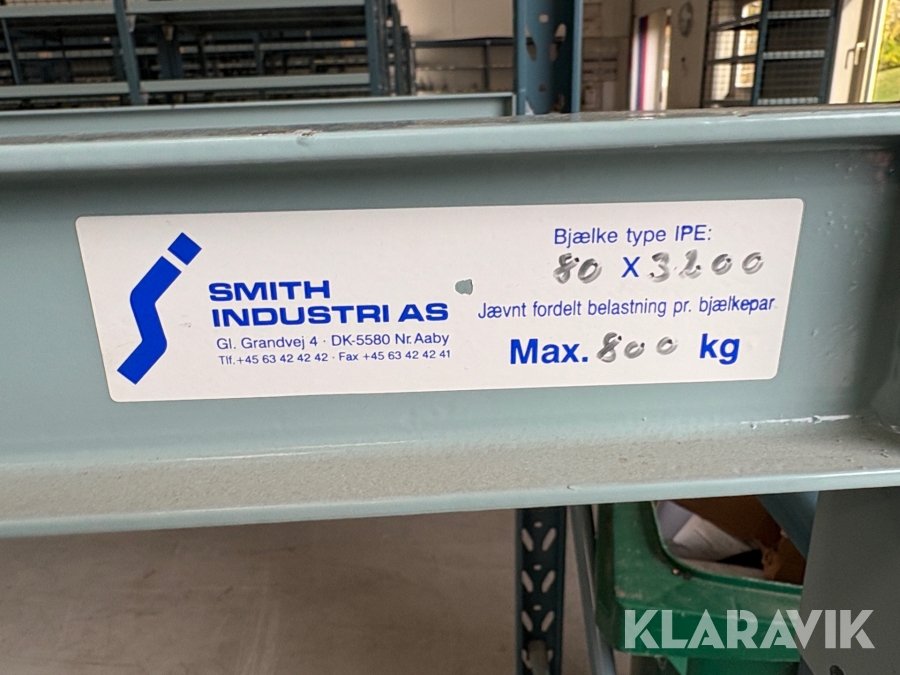 SMITH
INDUSTRI AS
Gl. Grandvej 4 · DK-5580 Nr. Aaby
Tlf. +45 63 42 42 42 · Fax +45 63 42 42 41
Bjælke type IPE:
80 X 3200
Jævnt fordelt belastning pr. bjælkepar
Max. 800 kg
KLARAVIK